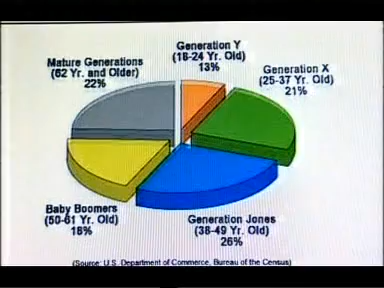 Generation Y
(18-24 Yr. Old)
13%
Mature Generations
(62 Yr. and Older)
22%
Generation X
(25-37 Yr. Old)
21%
Baby Boomers
(50-61 Yr. Old)
18%
Generation Jones
(38-49 Yr. Old)
26%
(Source: U.S. Department of Commerce, Bureau of the Census)